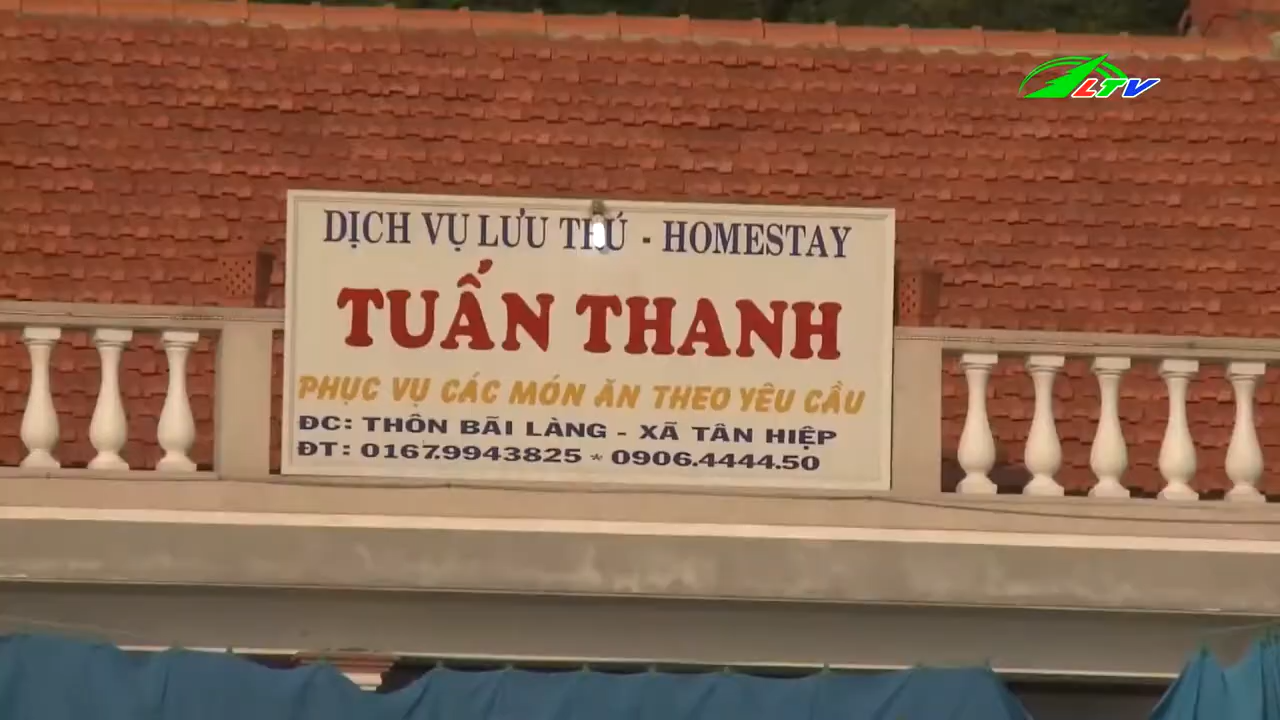 LTV
DỊCH VỤ LƯU TRÚ - HOMESTAY
TUẤN THANH
PHỤC VỤ CÁC MÓN ĂN THEO YÊU CẦU
ĐC: THÔN BÃI LÀNG - XÃ TÂN HIỆP
ĐT: 0167.9943825 * 0906.4444.50